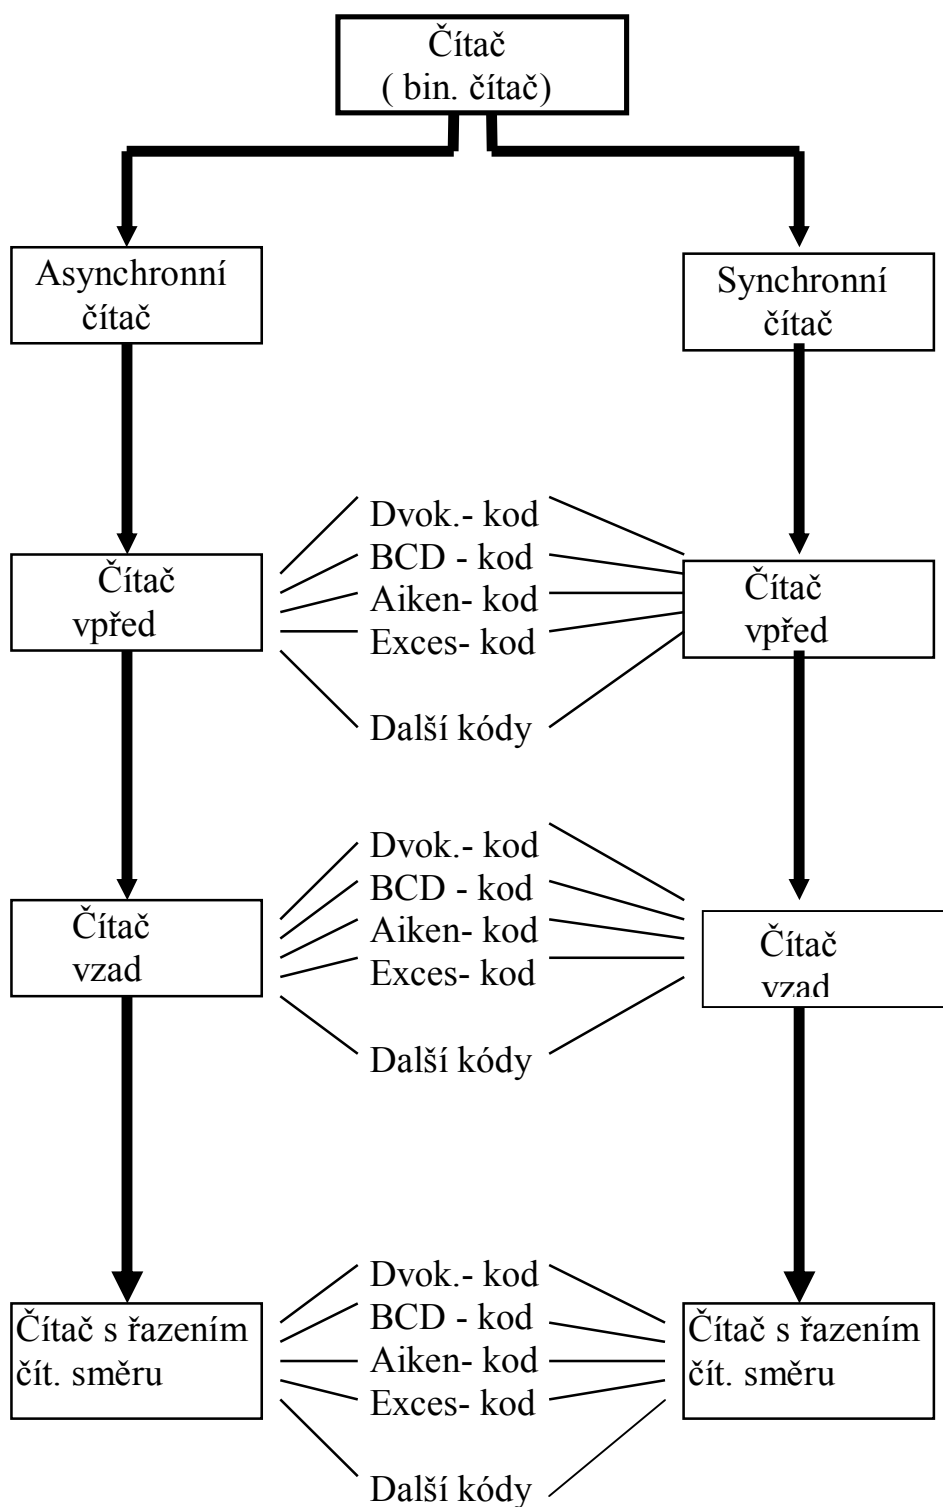 Čítač
( bin. čítač)
Asynchronní
čítač
Synchronní
čítač
Dvok.- kod
BCD - kod
Aiken- kod
Exces- kod
Další kódy
Čítač
vpřed
Čítač
vpřed
Dvok.- kod
BCD - kod
Aiken- kod
Exces- kod
Další kódy
Čítač
vzad
Čítač
vzad
Dvok.- kod
BCD - kod
Aiken- kod
Exces- kod
Další kódy
Čítač s řazením
čít. směru
Čítač s řazením
čít. směru